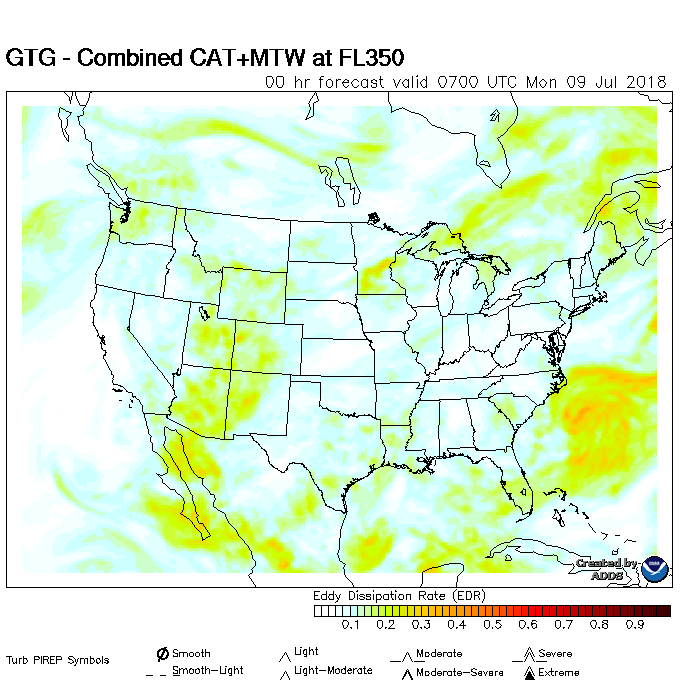 GTG - Combined CAT+MTW at FL350
00 hr forecast valid 0700 UTC Mon 09 Jul 2018
Created by
ADDS
Eddy Dissipation Rate (EDR)
0.1 0.2 0.3 0.4 0.5 0.6 0.7 0.8 0.9
Turb PIREP Symbols
Smooth Light Moderate Severe
Smooth-Light Light-Moderate Moderate-Severe Extreme